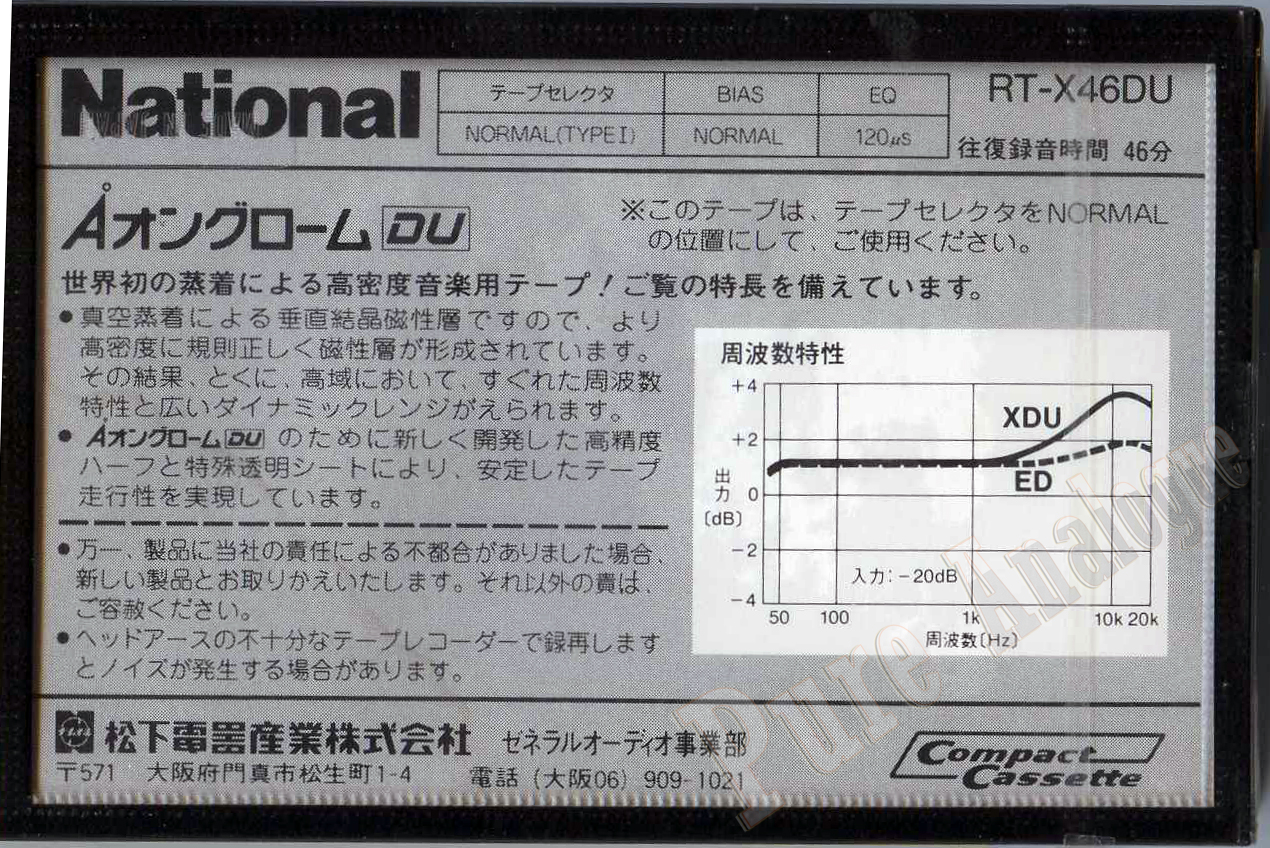 National
テープセレクタ BIAS EQ
NORMAL(TYPE I) NORMAL 120μs
RT-X46DU
往復録音時間 46分
Åオングローム DU
※このテープは、テープセレクタをNORMAL
の位置にして、ご使用ください。
世界初の蒸着による高密度音楽用テープ!ご覧の特長を備えています。
●真空蒸着による垂直結晶磁性層ですので、より
高密度に規則正しく磁性層が形成されています。
その結果、とくに、高域において、すぐれた周波数
特性と広いダイナミックレンジがえられます。
●Åオングローム DU のために新しく開発した高精度
ハーフと特殊透明シートにより、安定したテープ
走行性を実現しています。
●万一、製品に当社の責任による不都合がありました場合、
新しい製品とお取りかえいたします。それ以外の責は、
ご容赦ください。
●ヘッドアースの不十分なテープレコーダーで録再します
とノイズが発生する場合があります。
周波数特性
+4
+2
0
-2
-4
出力
〔dB〕
XDU
ED
入力:-20dB
50 100 1k 10k 20k
周波数〔Hz〕
松下電器産業株式会社 ゼネラルオーディオ事業部
〒571 大阪府門真市松生町1-4 電話(大阪06)909-1021
Compact
Cassette
Pure Analogre